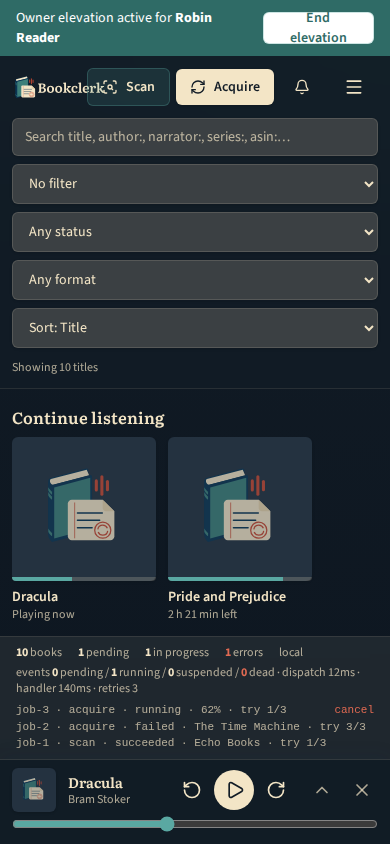 Owner elevation active for Robin
Reader
End
elevation
Bookclerk
Scan
Acquire
Search title, author:, narrator:, series:, asin:…
No filter
Any status
Any format
Sort: Title
Showing 10 titles
Continue listening
Dracula
Playing now
Pride and Prejudice
2 h 21 min left
10 books 1 pending 1 in progress 1 errors local
events 0 pending / 1 running / 0 suspended / 0 dead · dispatch 12ms ·
handler 140ms · retries 3
job-3 · acquire · running · 62% · try 1/3 cancel
job-2 · acquire · failed · The Time Machine · try 3/3
job-1 · scan · succeeded · Echo Books · try 1/3
Dracula
Bram Stoker